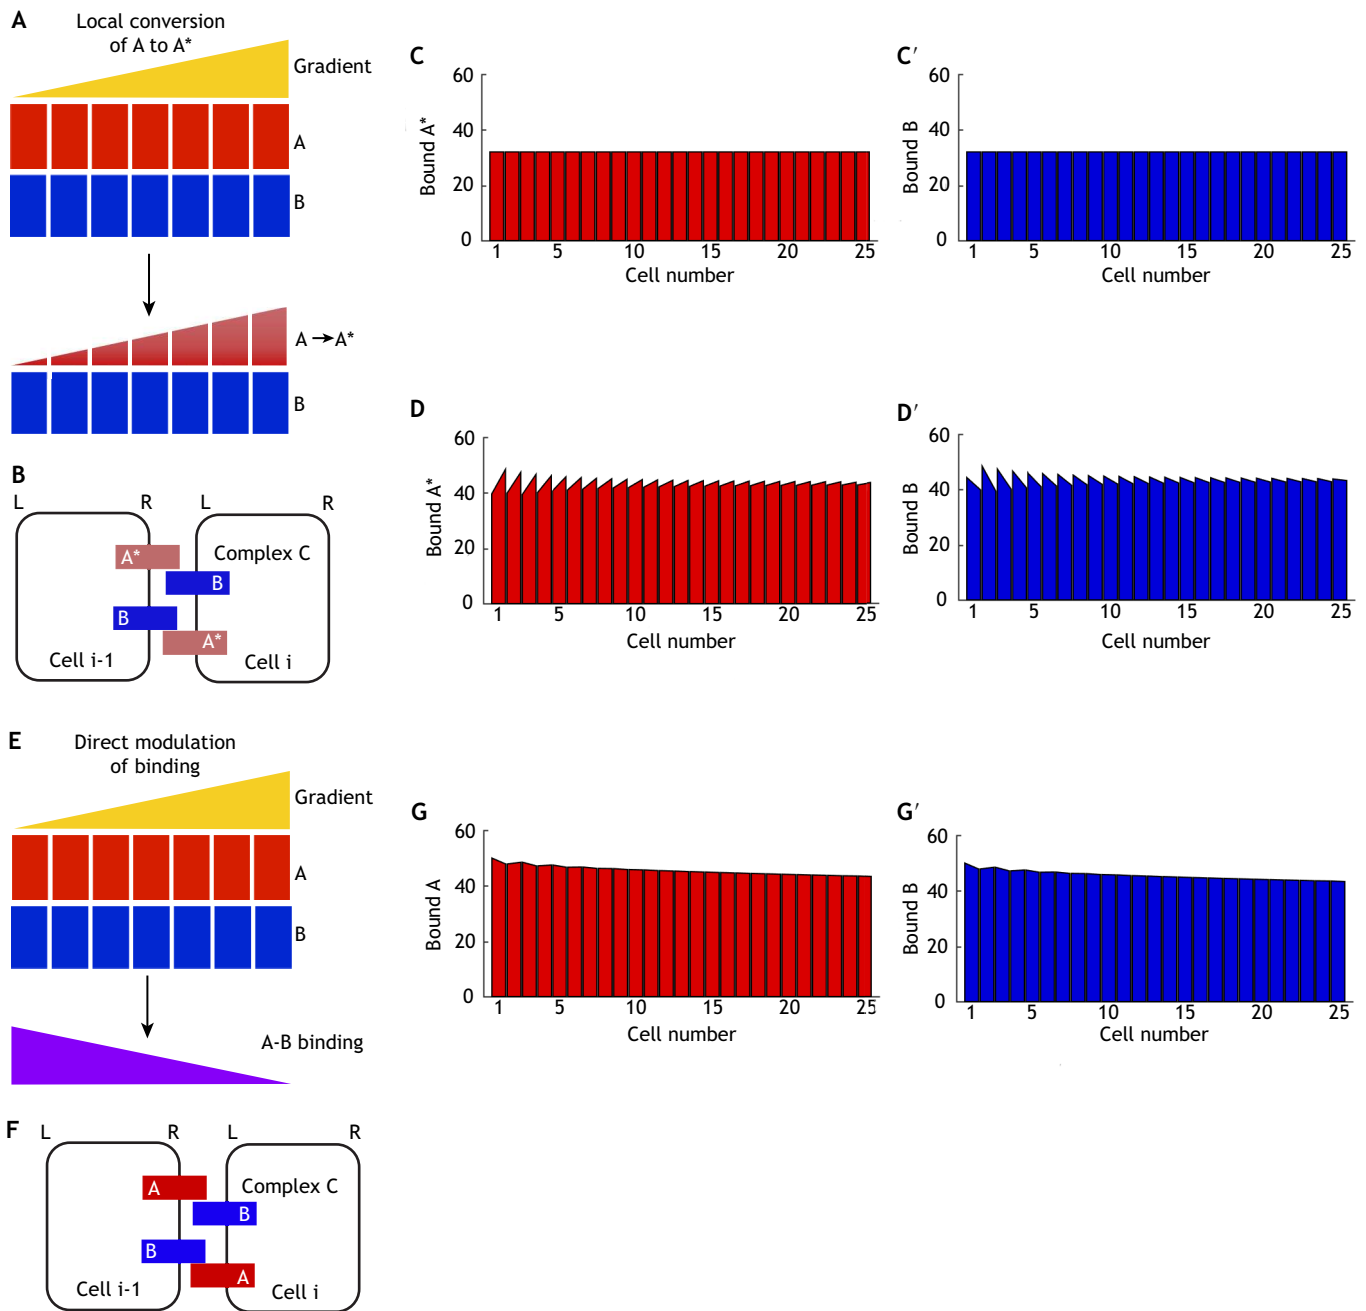 A
Local conversion
of A to A*
Gradient
A
B
A → A*
B
B
L
R
L
R
A*
Complex C
B
B
A*
Cell i-1
Cell i
C
60
40
20
0
Bound A*
1
5
10
15
20
25
Cell number
C′
60
40
20
0
Bound B
1
5
10
15
20
25
Cell number
D
60
40
20
0
Bound A*
1
5
10
15
20
25
Cell number
D′
60
40
20
0
Bound B
1
5
10
15
20
25
Cell number
E
Direct modulation
of binding
Gradient
A
B
A-B binding
F
L
R
L
R
A
Complex C
B
B
A
Cell i-1
Cell i
G
60
40
20
0
Bound A
1
5
10
15
20
25
Cell number
G′
60
40
20
0
Bound B
1
5
10
15
20
25
Cell number